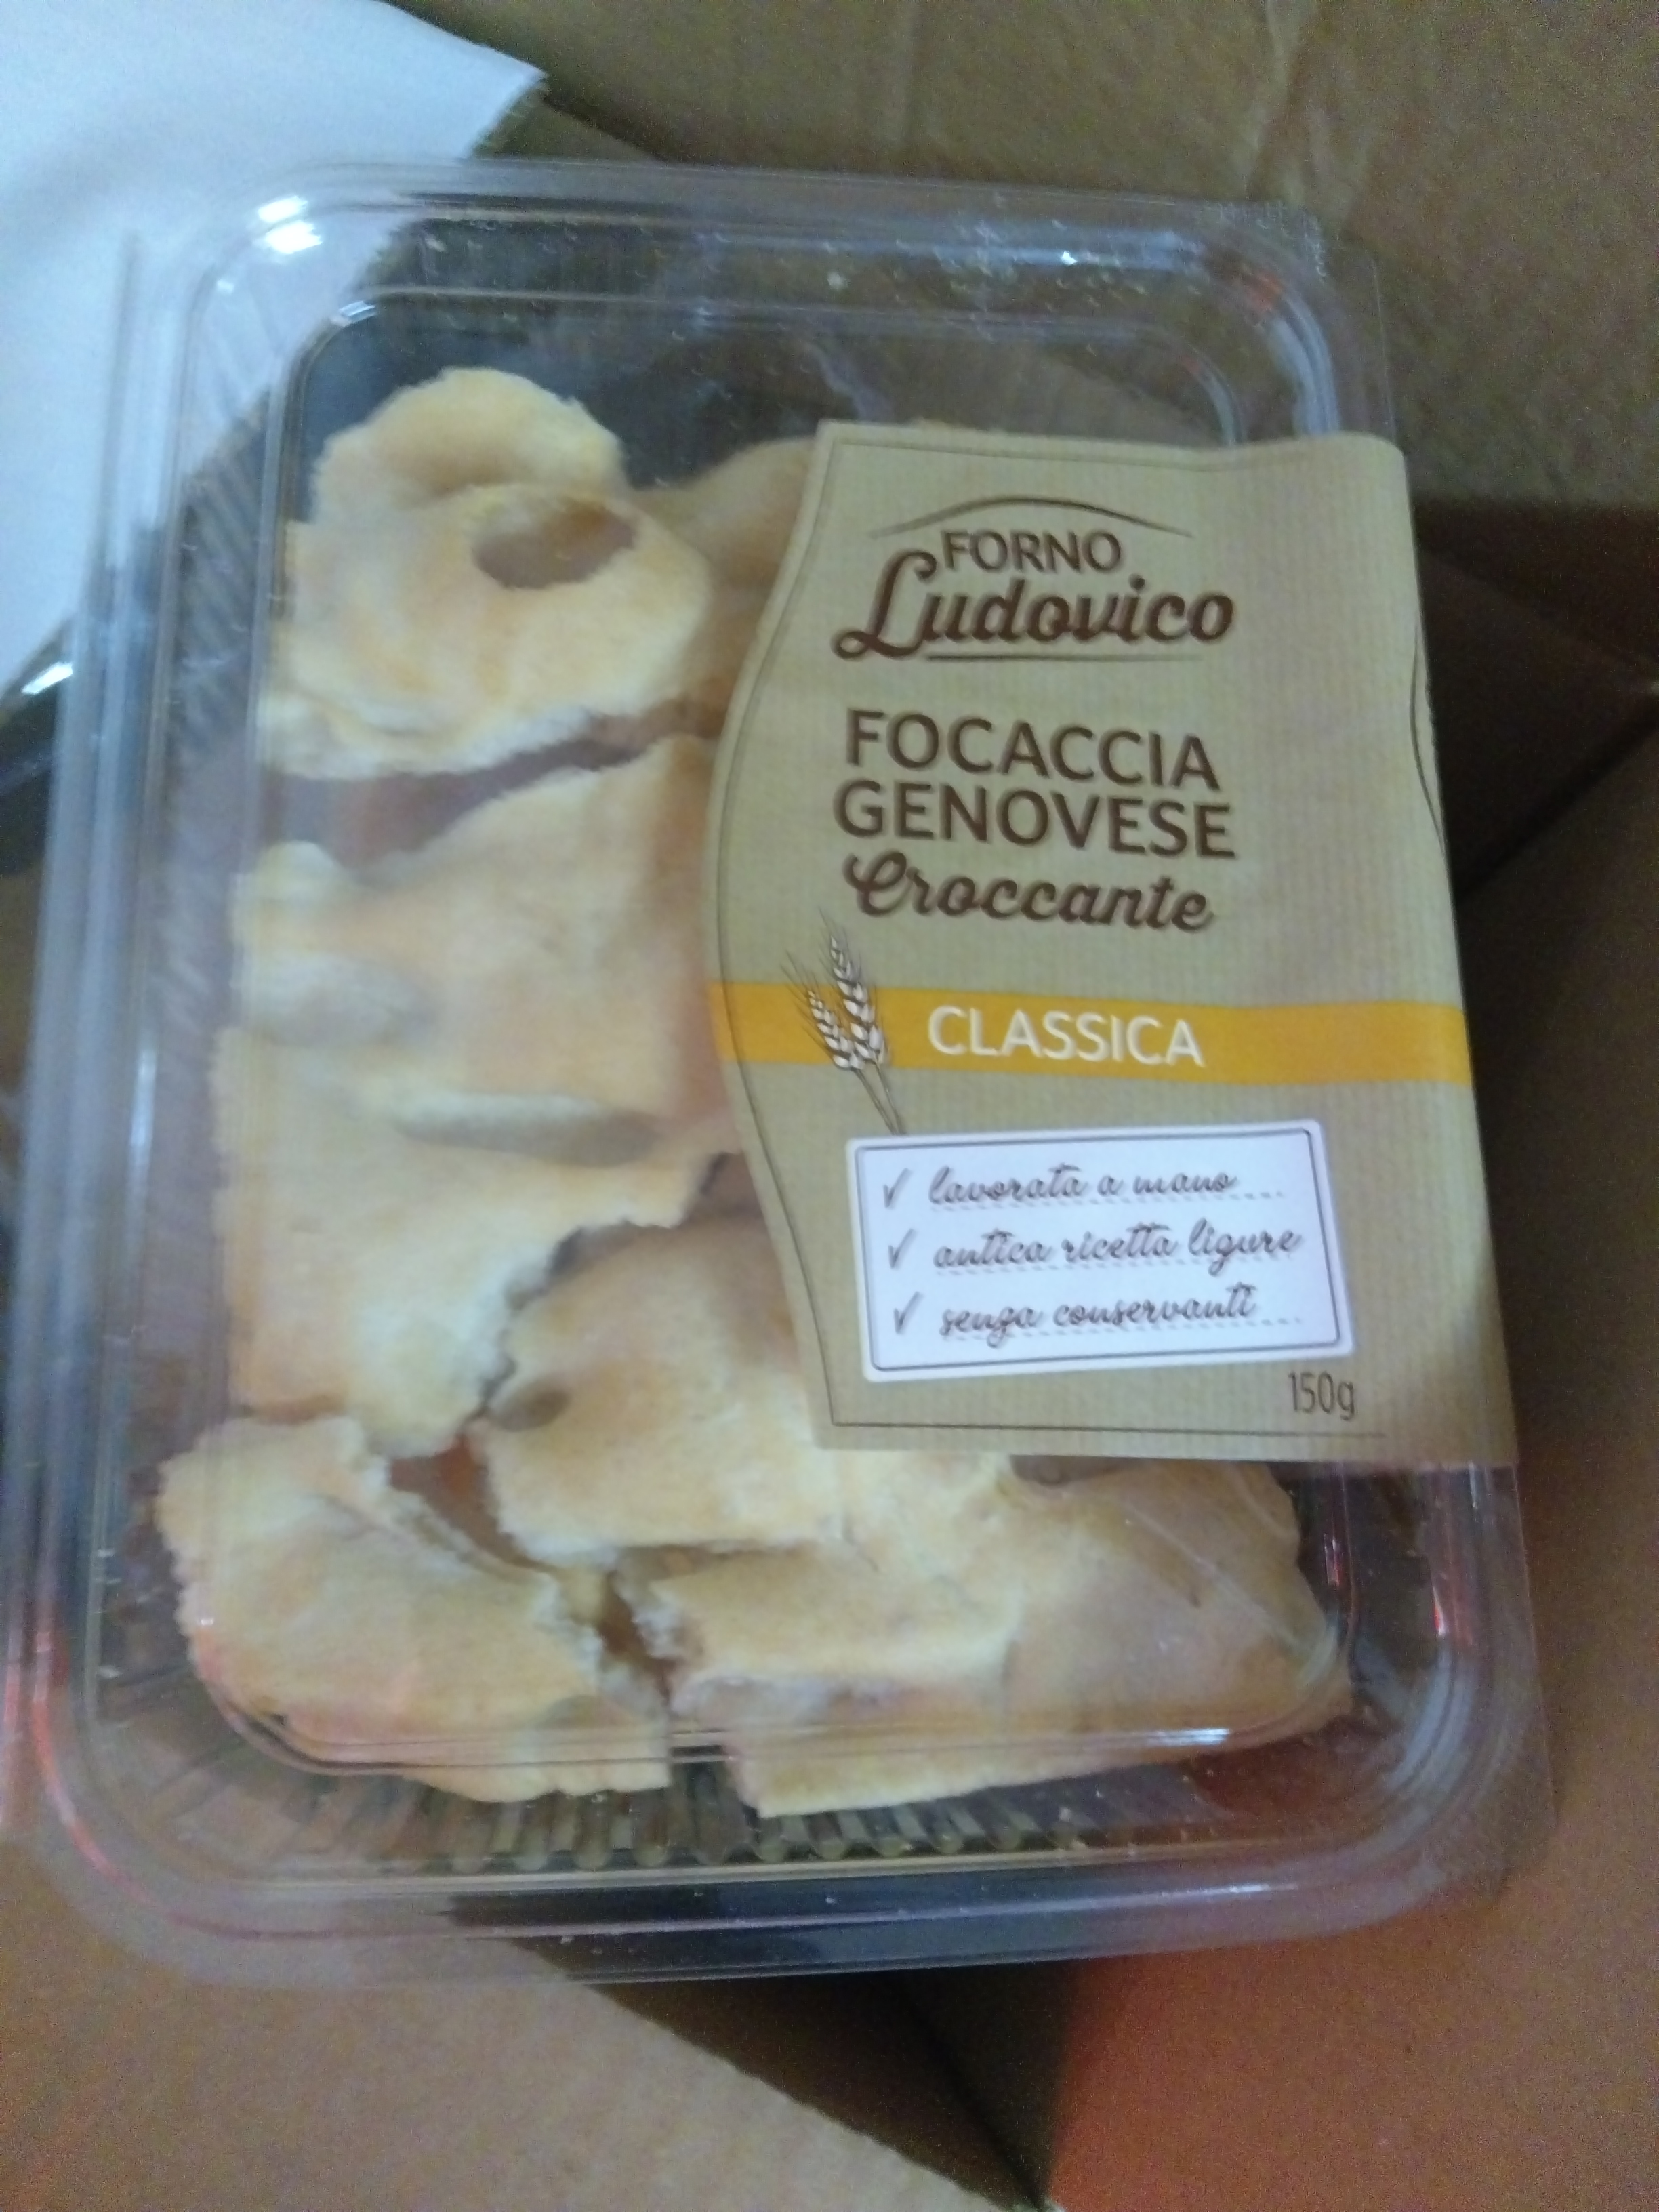 FORNO
Ludovico
FOCACCIA
GENOVESE
Croccante
CLASSICA
✓ lavorata a mano
✓ antica ricetta ligure
✓ senza conservanti
150g